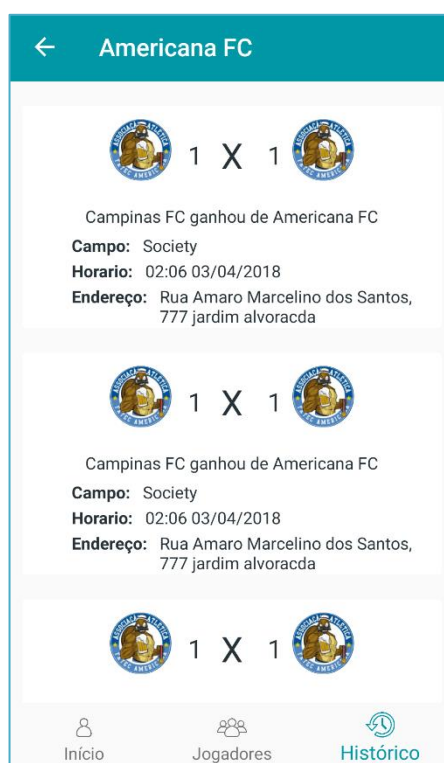 Americana FC
1 X 1
Campinas FC ganhou de Americana FC
Campo: Society
Horario: 02:06 03/04/2018
Endereço: Rua Amaro Marcelino dos Santos,
777 jardim alvoracda
1 X 1
Campinas FC ganhou de Americana FC
Campo: Society
Horario: 02:06 03/04/2018
Endereço: Rua Amaro Marcelino dos Santos,
777 jardim alvoracda
1 X 1
Início Jogadores Histórico